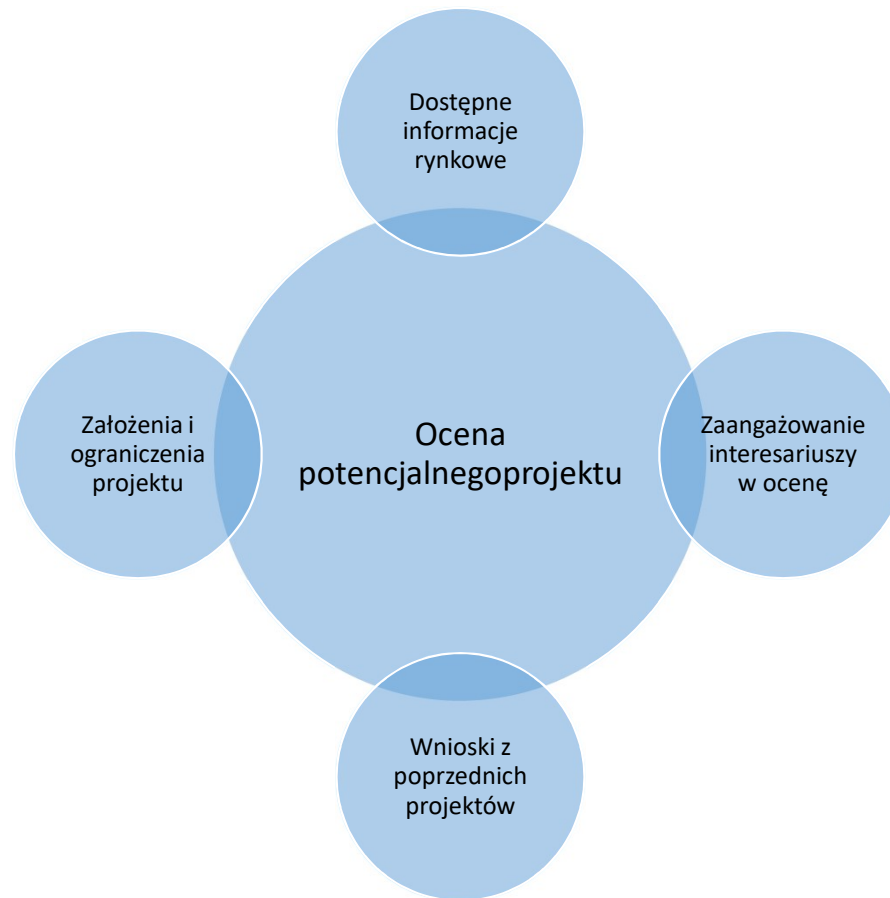 Dostępne
informacje
rynkowe
Założenia i
ograniczenia
projektu
Ocena
potencjalnegoprojektu
Zaangażowanie
interesariuszy
w ocenę
Wnioski z
poprzednich
projektów